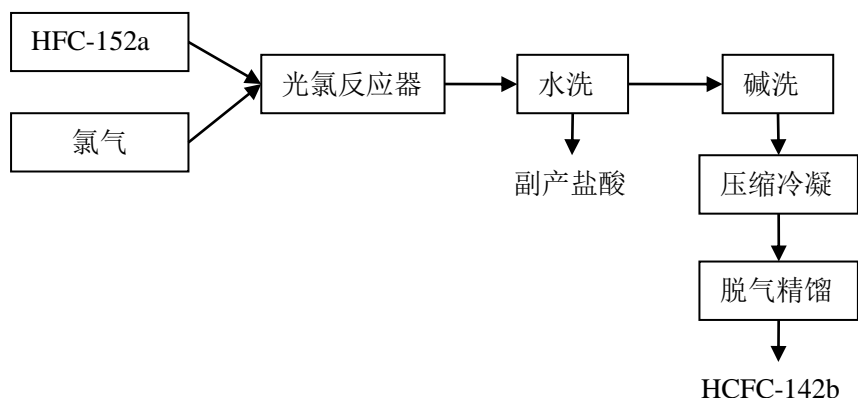 HFC-152a
氯气
光氯反应器
水洗
碱洗
副产盐酸
压缩冷凝
脱气精馏
HCFC-142b